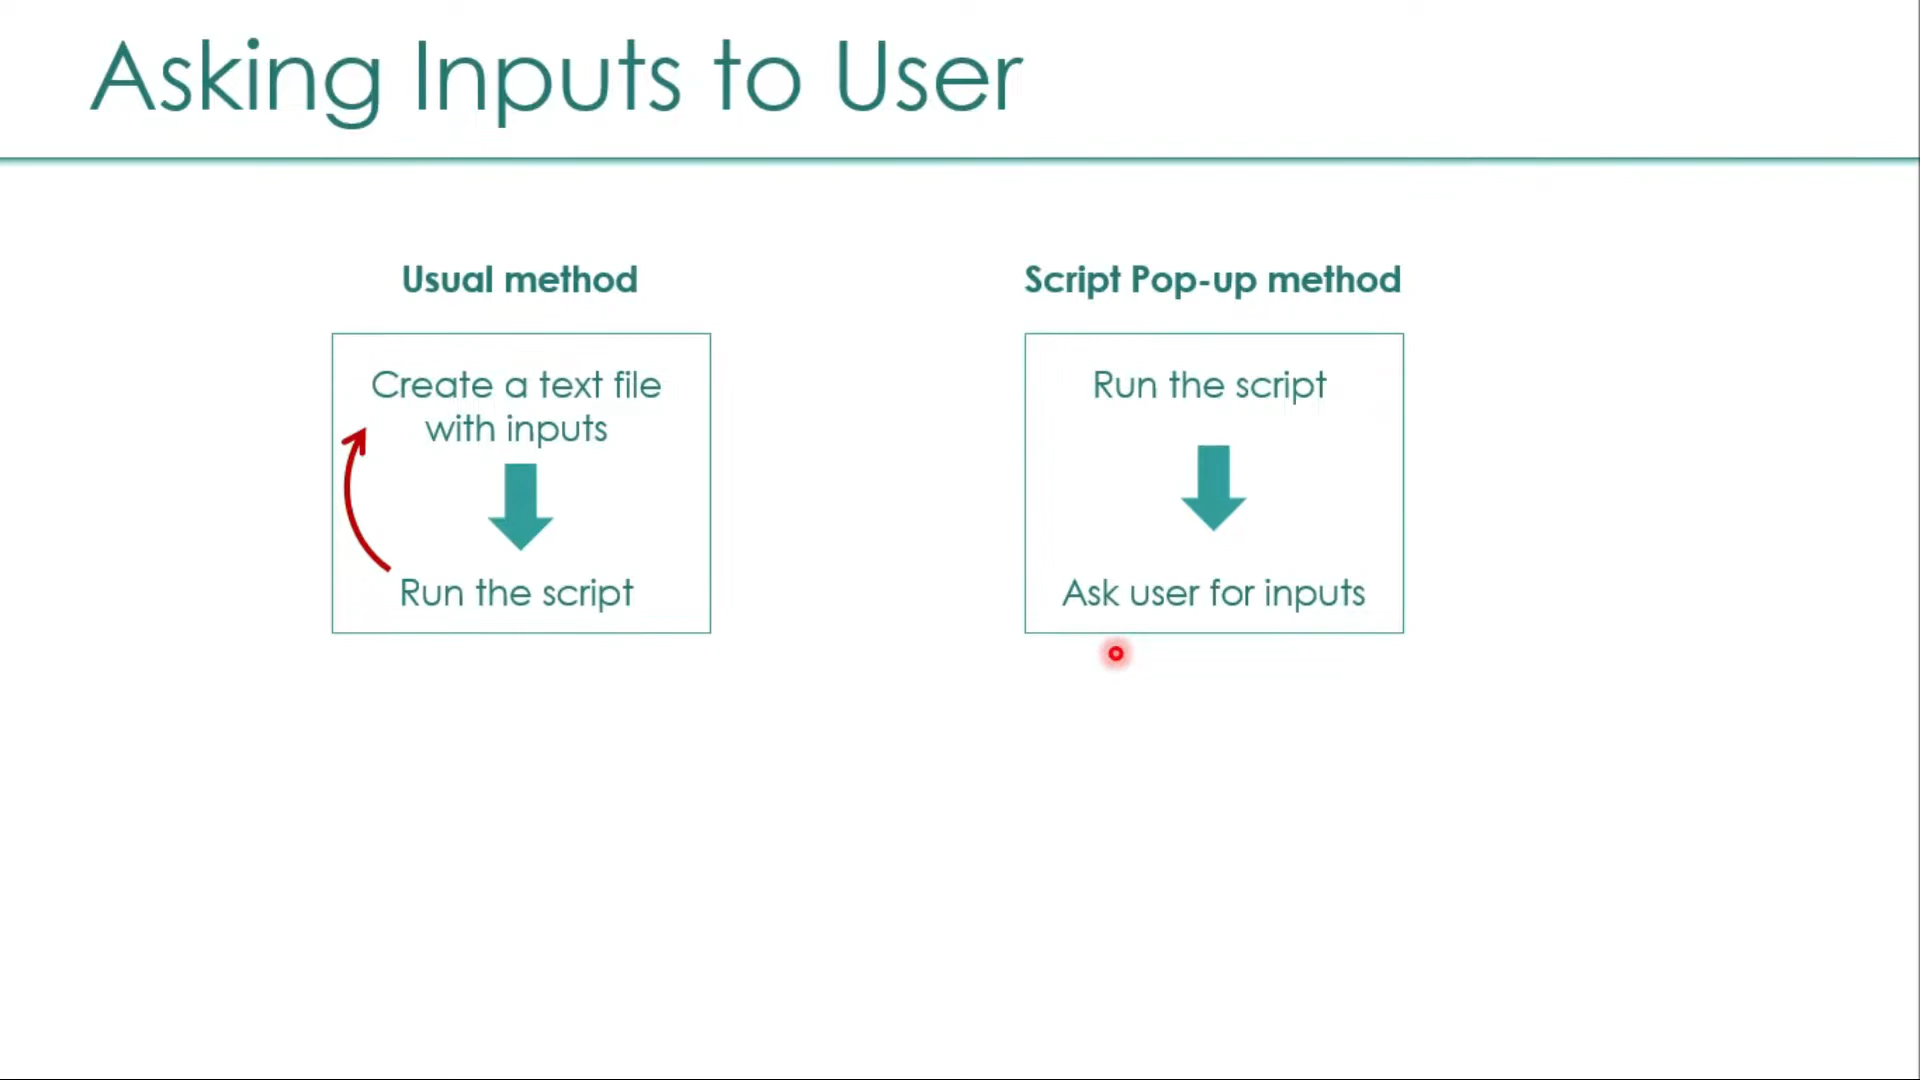 Asking Inputs to User
Usual method
Create a text file
with inputs
Run the script
Script Pop-up method
Run the script
Ask user for inputs